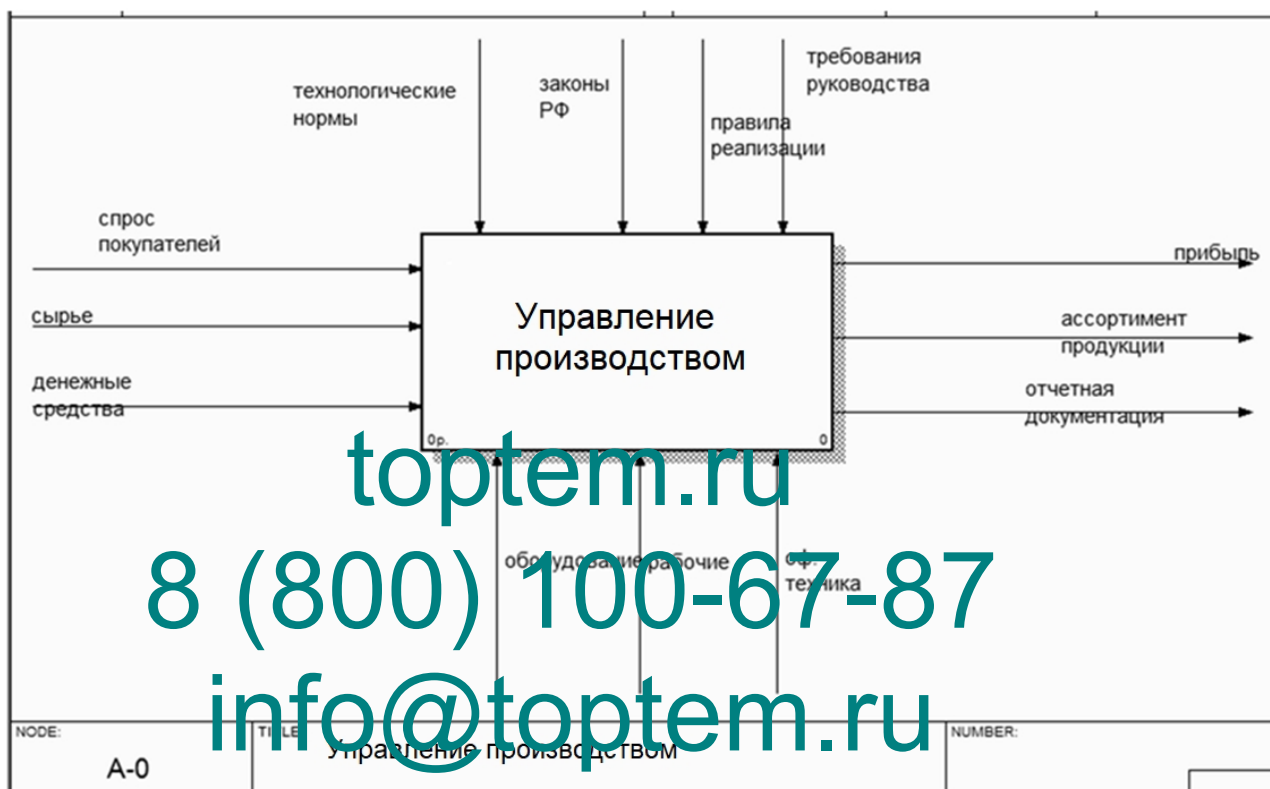 технологические
нормы
законы
РФ
правила
реализации
требования
руководства
спрос
покупателей
сырье
денежные
средства
Управление
производством
0р.
0
прибыль
ассортимент
продукции
отчетная
документация
toptem.ru
оборудование
рабочие
оф.
техника
8 (800) 100-67-87
info@toptem.ru
NODE:
A-0
TITLE
Управление производством
NUMBER: